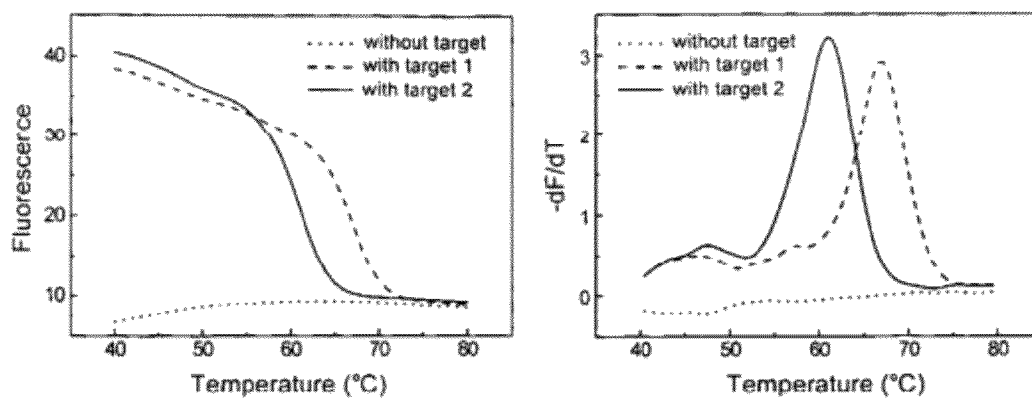 without target
with target 1
with target 2
40
30
20
10
Fluorescerce
40 50 60 70 80
Temperature (°C)
without target
with target 1
with target 2
3
2
1
0
-dF/dT
40 50 60 70 80
Temperature (°C)